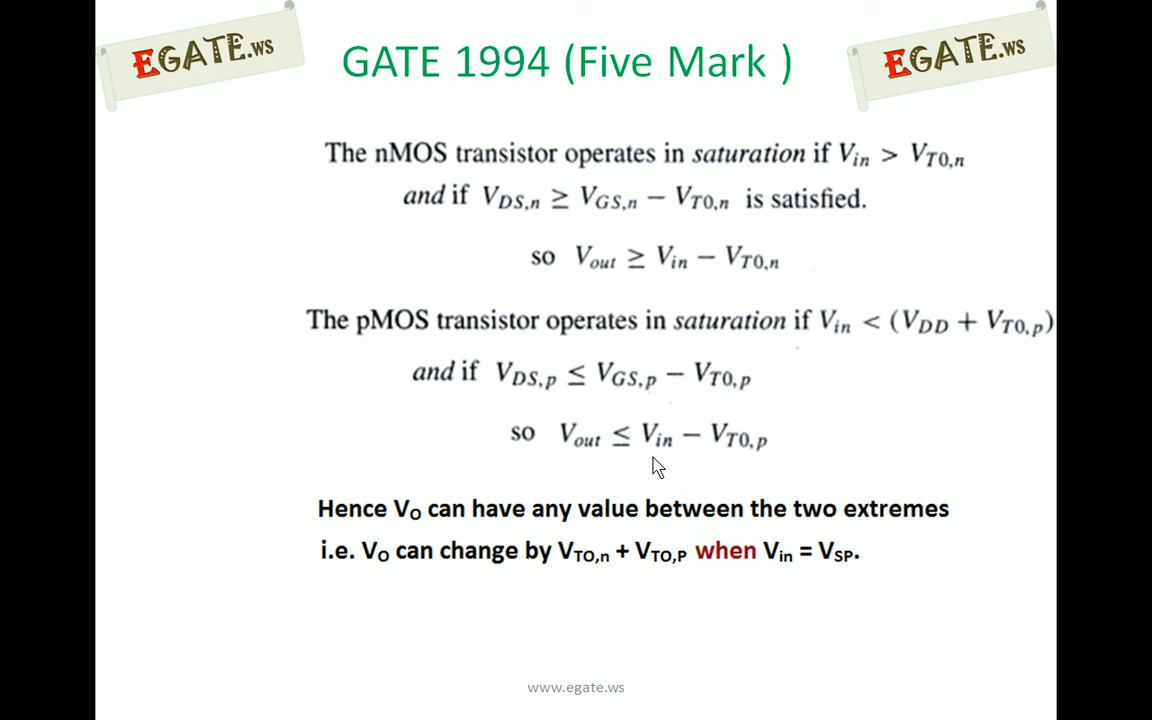 EGATE.ws
GATE 1994 (Five Mark )
EGATE.ws
The nMOS transistor operates in saturation if V_in > V_T0,n
and if V_DS,n ≥ V_GS,n − V_T0,n is satisfied.
so V_out ≥ V_in − V_T0,n
The pMOS transistor operates in saturation if V_in < (V_DD + V_T0,p)
and if V_DS,p ≤ V_GS,p − V_T0,p
so V_out ≤ V_in − V_T0,p
Hence V_O can have any value between the two extremes
i.e. V_O can change by V_TO,n + V_TO,P when V_in = V_SP.
www.egate.ws